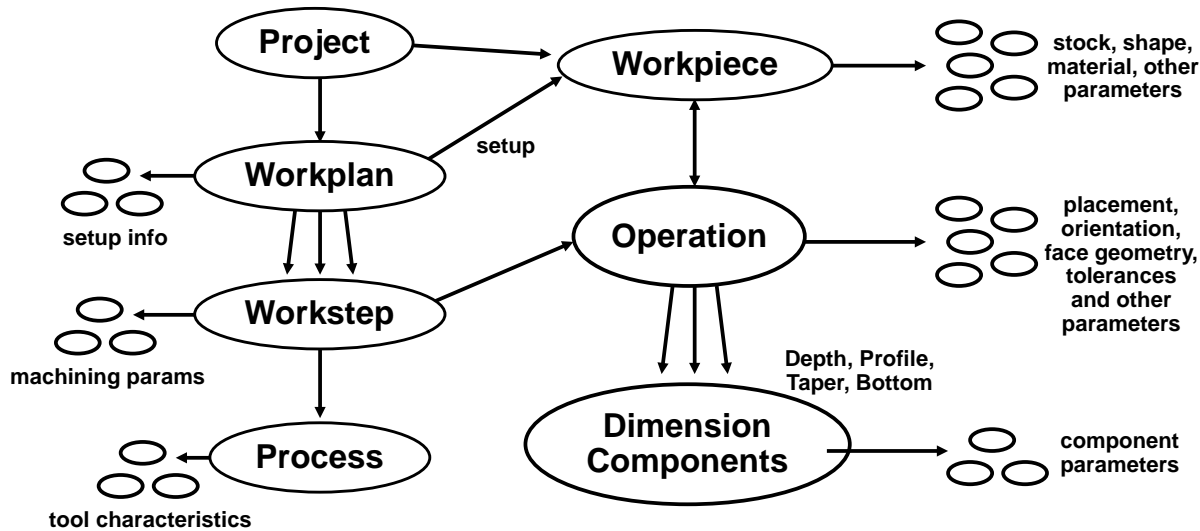 Project
Workpiece
stock, shape,
material, other
parameters
setup
Workplan
setup info
Operation
placement,
orientation,
face geometry,
tolerances
and other
parameters
Workstep
machining params
Depth, Profile,
Taper, Bottom
Dimension
Components
component
parameters
Process
tool characteristics